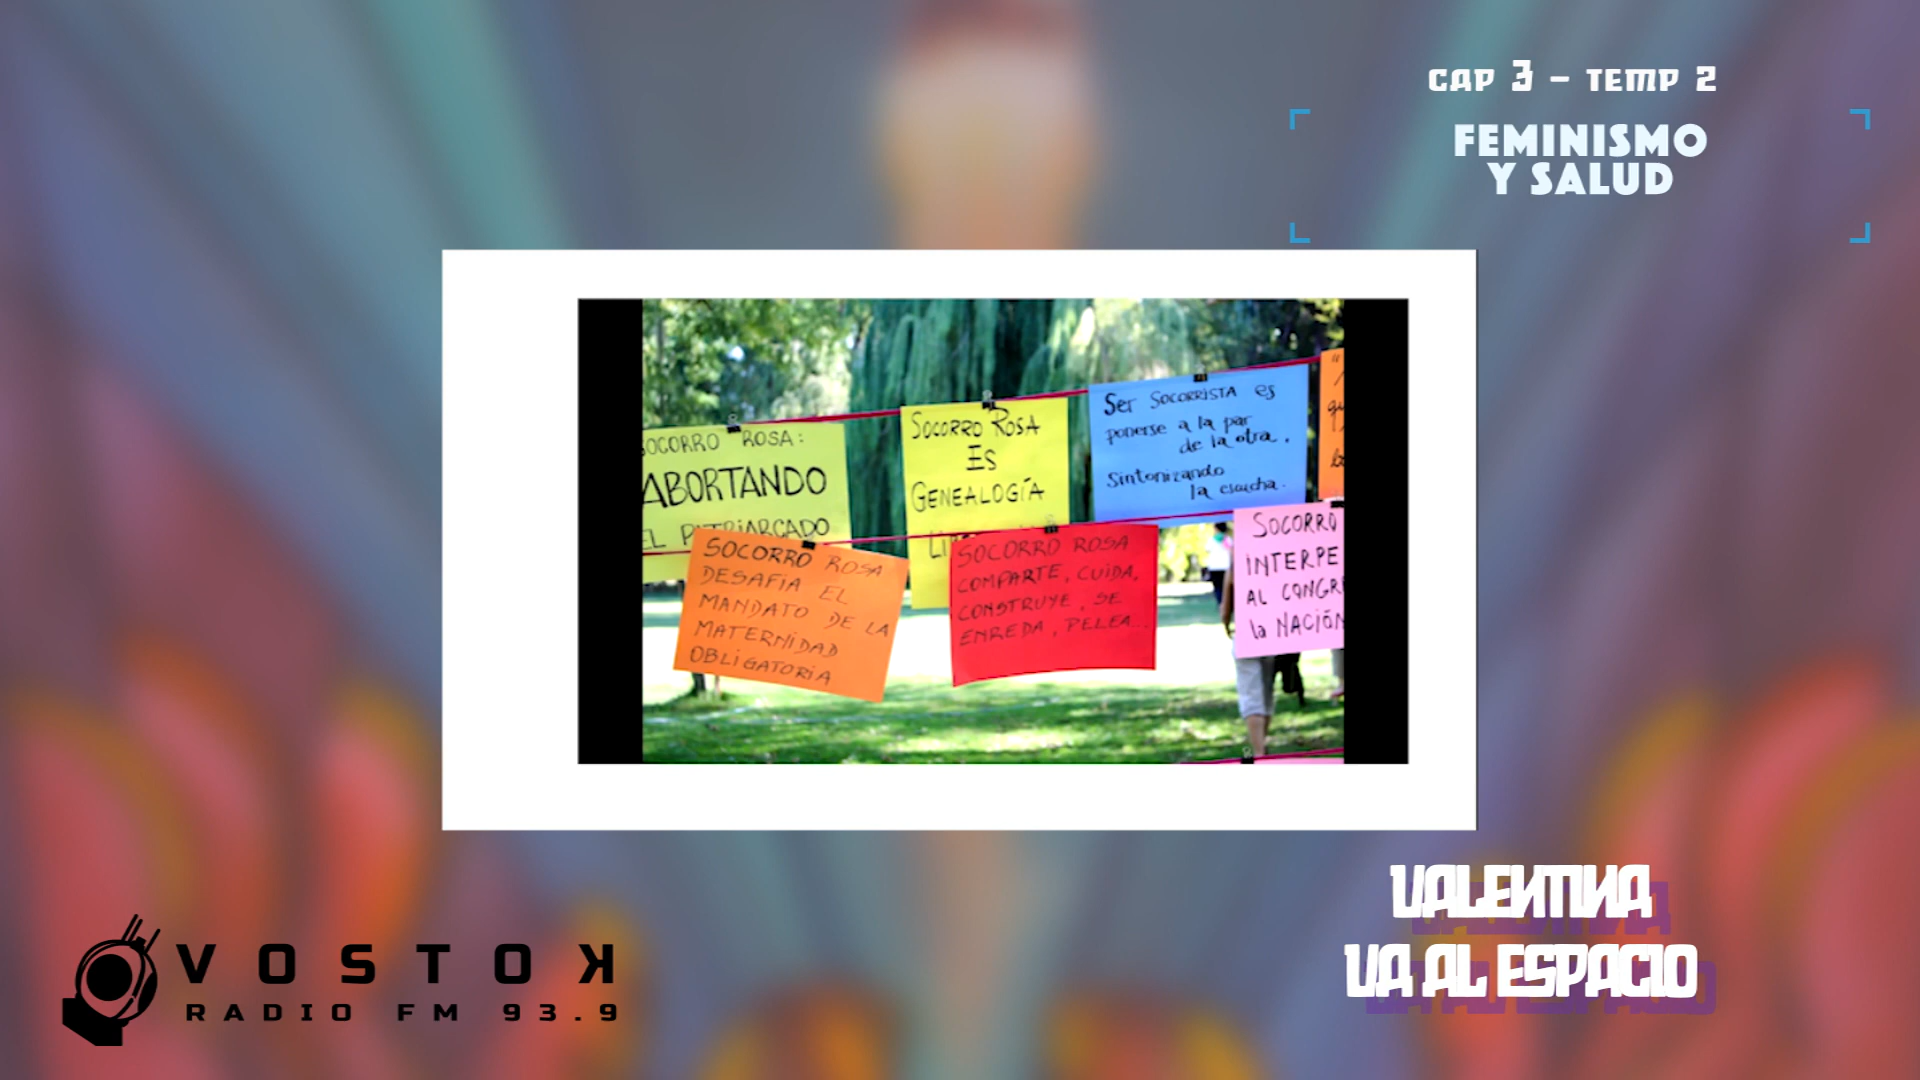 CAP 3 - TEMP 2
FEMINISMO
Y SALUD
SOCORRO ROSA:
ABORTANDO
EL PATRIARCADO
SOCORRO ROSA
ES
GENEALOGÍA
Ser SOCORRISTA es
ponerse a la par
de la otra.
Sintonizando
la escucha.
SOCORRO ROSA
DESAFÍA EL
MANDATO DE LA
MATERNIDAD
OBLIGATORIA
SOCORRO ROSA
COMPARTE, CUIDA,
CONSTRUYE, SE
ENREDA, PELEA...
SOCORRO
INTERPE
AL CONGR
la NACIÓN
VOSTOK
RADIO FM 93.9
VALENTINA
VA AL ESPACIO